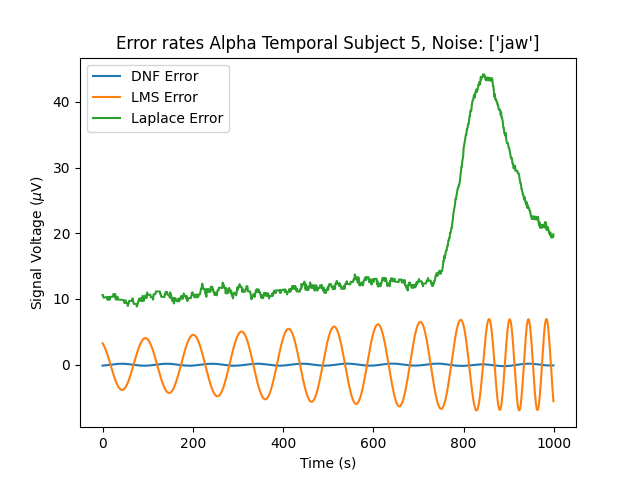 Error rates Alpha Temporal Subject 5, Noise: ['jaw']
DNF Error
LMS Error
Laplace Error
Signal Voltage (μV)
40
30
20
10
0
0 200 400 600 800 1000
Time (s)